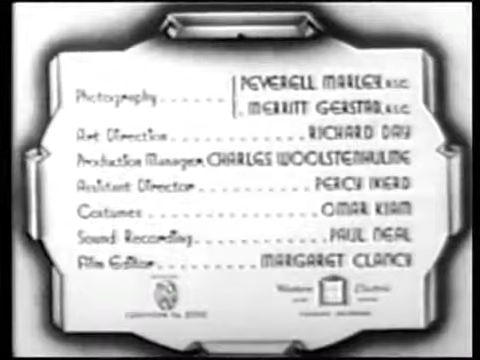 Photography...... PEVERELL MARLEY A.S.C.
MERRITT GERSTAD, A.S.C.
Art Direction............ RICHARD DAY
Production Manager CHARLES WOOLSTENHULME
Assistant Director......... PERCY IKERD
Costumes.............. OMAR KIAM
Sound Recording.......... PAUL NEAL
Film Editor......... MARGARET CLANCY
Western Electric